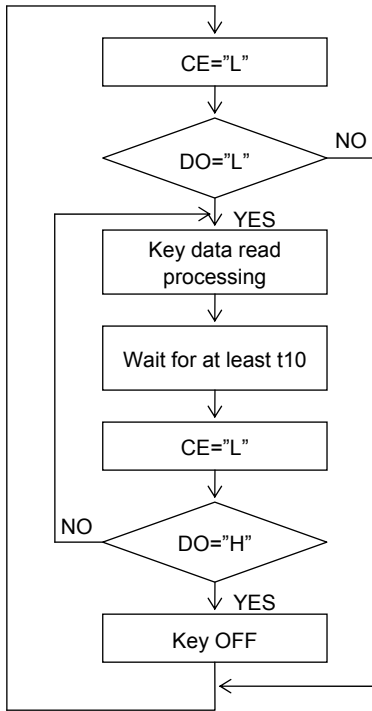 CE=”L”
DO=”L”
NO
YES
Key data read
processing
Wait for at least t10
CE=”L”
DO=”H”
NO
YES
Key OFF